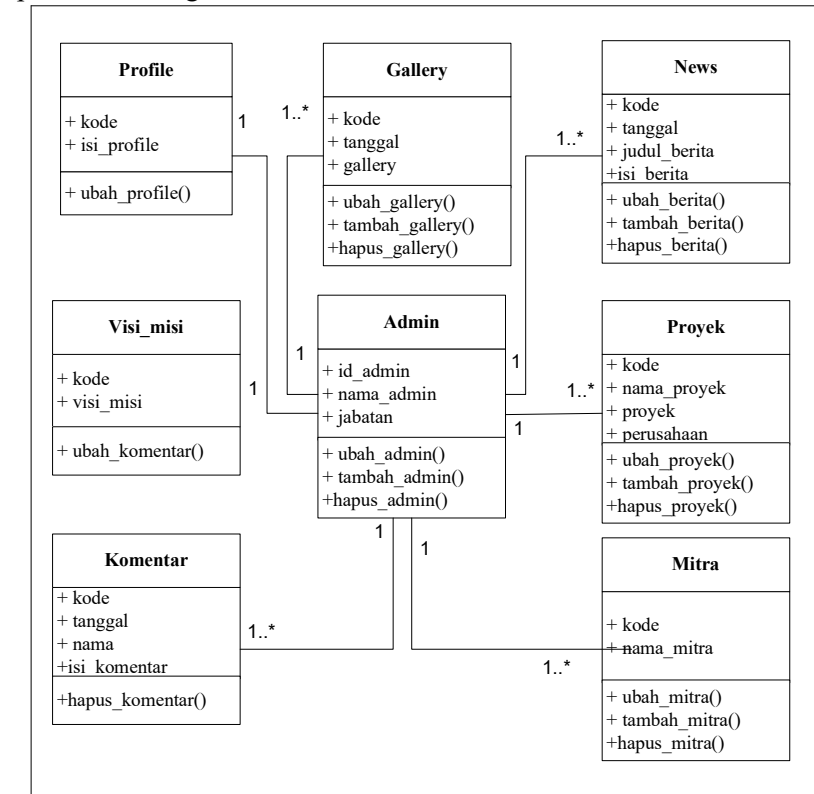 Profile
+ kode
+ isi_profile
+ ubah_profile()
1
1..*
Gallery
+ kode
+ tanggal
+ gallery
+ ubah_gallery()
+ tambah_gallery()
+hapus_gallery()
1..*
News
+ kode
+ tanggal
+ judul_berita
+isi_berita
+ ubah_berita()
+ tambah_berita()
+hapus_berita()
Visi_misi
+ kode
+ visi_misi
+ ubah_komentar()
1
1
Admin
+ id_admin
+ nama_admin
+ jabatan
+ ubah_admin()
+ tambah_admin()
+hapus_admin()
1
1
1..*
Proyek
+ kode
+ nama_proyek
+ proyek
+ perusahaan
+ ubah_proyek()
+ tambah_proyek()
+hapus_proyek()
1
1
Komentar
+ kode
+ tanggal
+ nama
+isi_komentar
+hapus_komentar()
1..*
1..*
Mitra
+ kode
+ nama_mitra
+ ubah_mitra()
+ tambah_mitra()
+hapus_mitra()